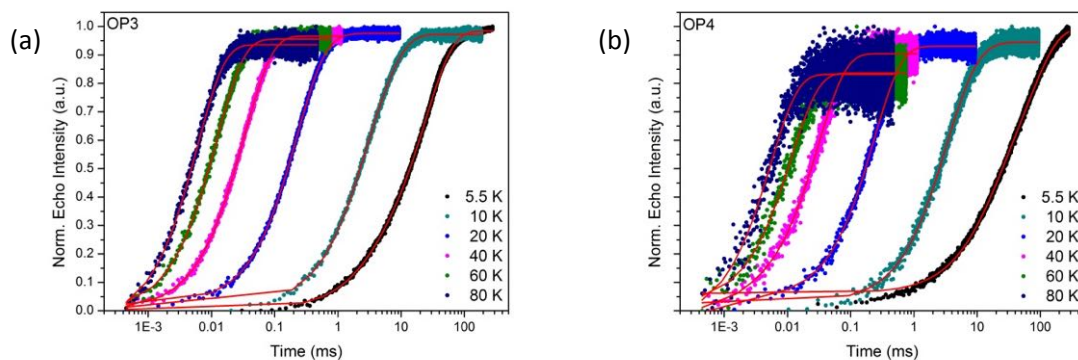 (a)
OP3
Norm. Echo Intensity (a.u.)
1.0
0.9
0.8
0.7
0.6
0.5
0.4
0.3
0.2
0.1
0.0
5.5 K
10 K
20 K
40 K
60 K
80 K
1E-3 0.01 0.1 1 10 100
Time (ms)
(b)
OP4
Norm. Echo Intensity (a.u.)
1.0
0.9
0.8
0.7
0.6
0.5
0.4
0.3
0.2
0.1
0.0
5.5 K
10 K
20 K
40 K
60 K
80 K
1E-3 0.01 0.1 1 10 100
Time (ms)